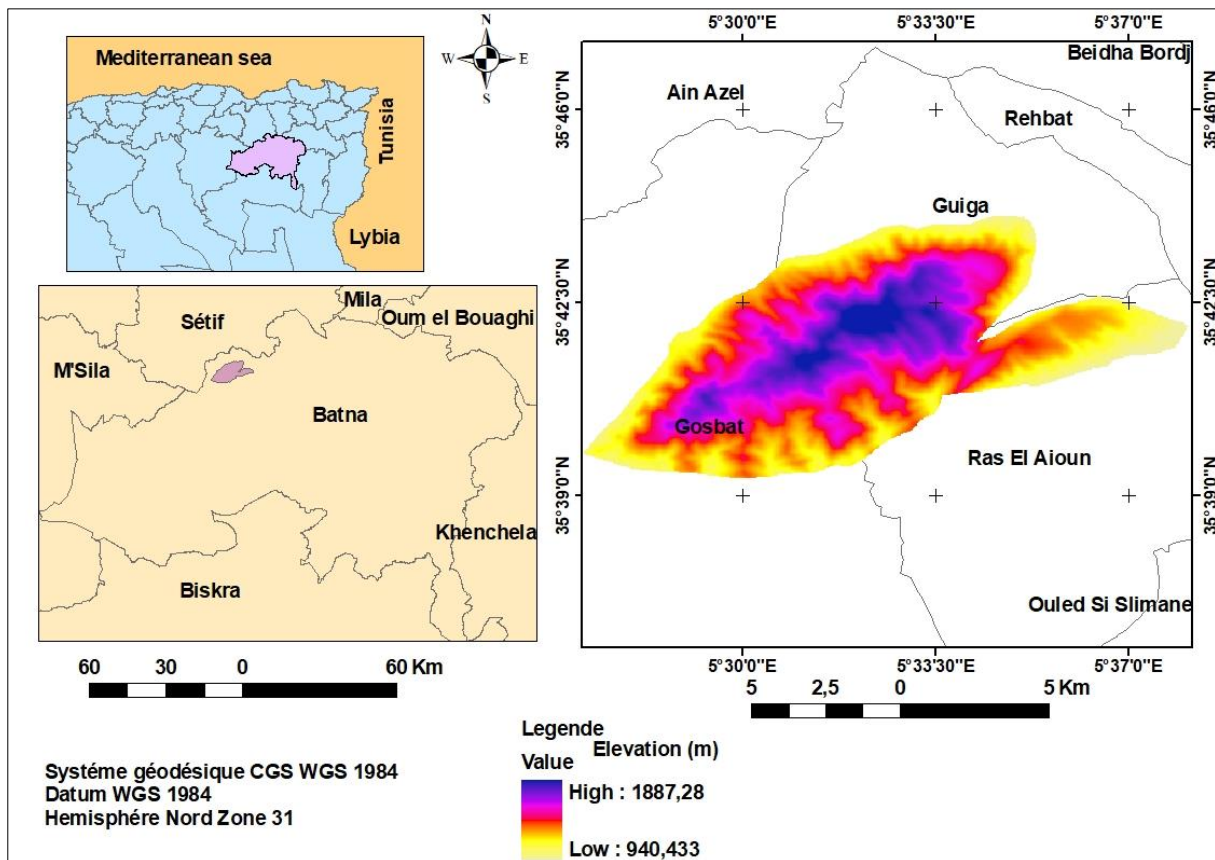 Mediterranean sea
Tunisia
Lybia
N
W E
S
Mila
Sétif
Oum el Bouaghi
M'Sila
Batna
Khenchela
Biskra
60 30 0 60 Km
Systéme géodésique CGS WGS 1984
Datum WGS 1984
Hemisphére Nord Zone 31
5°30'0"E 5°33'30"E 5°37'0"E
Beidha Bordj
Ain Azel
Rehbat
35°46'0"N 35°46'0"N
Guiga
35°42'30"N 35°42'30"N
Gosbat
Ras El Aioun
35°39'0"N 35°39'0"N
Ouled Si Slimane
5°30'0"E 5°33'30"E 5°37'0"E
5 2,5 0 5 Km
Legende
Elevation (m)
Value
High : 1887,28
Low : 940,433